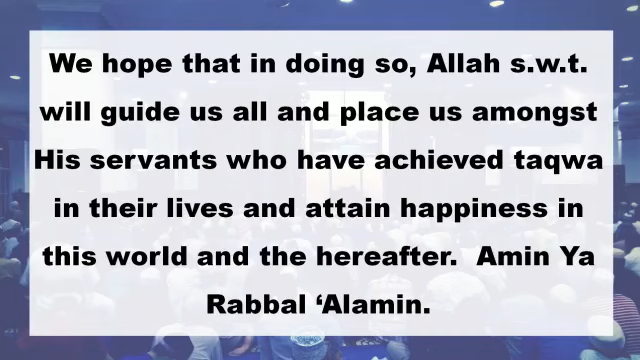 We hope that in doing so, Allah s.w.t.
will guide us all and place us amongst
His servants who have achieved taqwa
in their lives and attain happiness in
this world and the hereafter.  Amin Ya
Rabbal ‘Alamin.